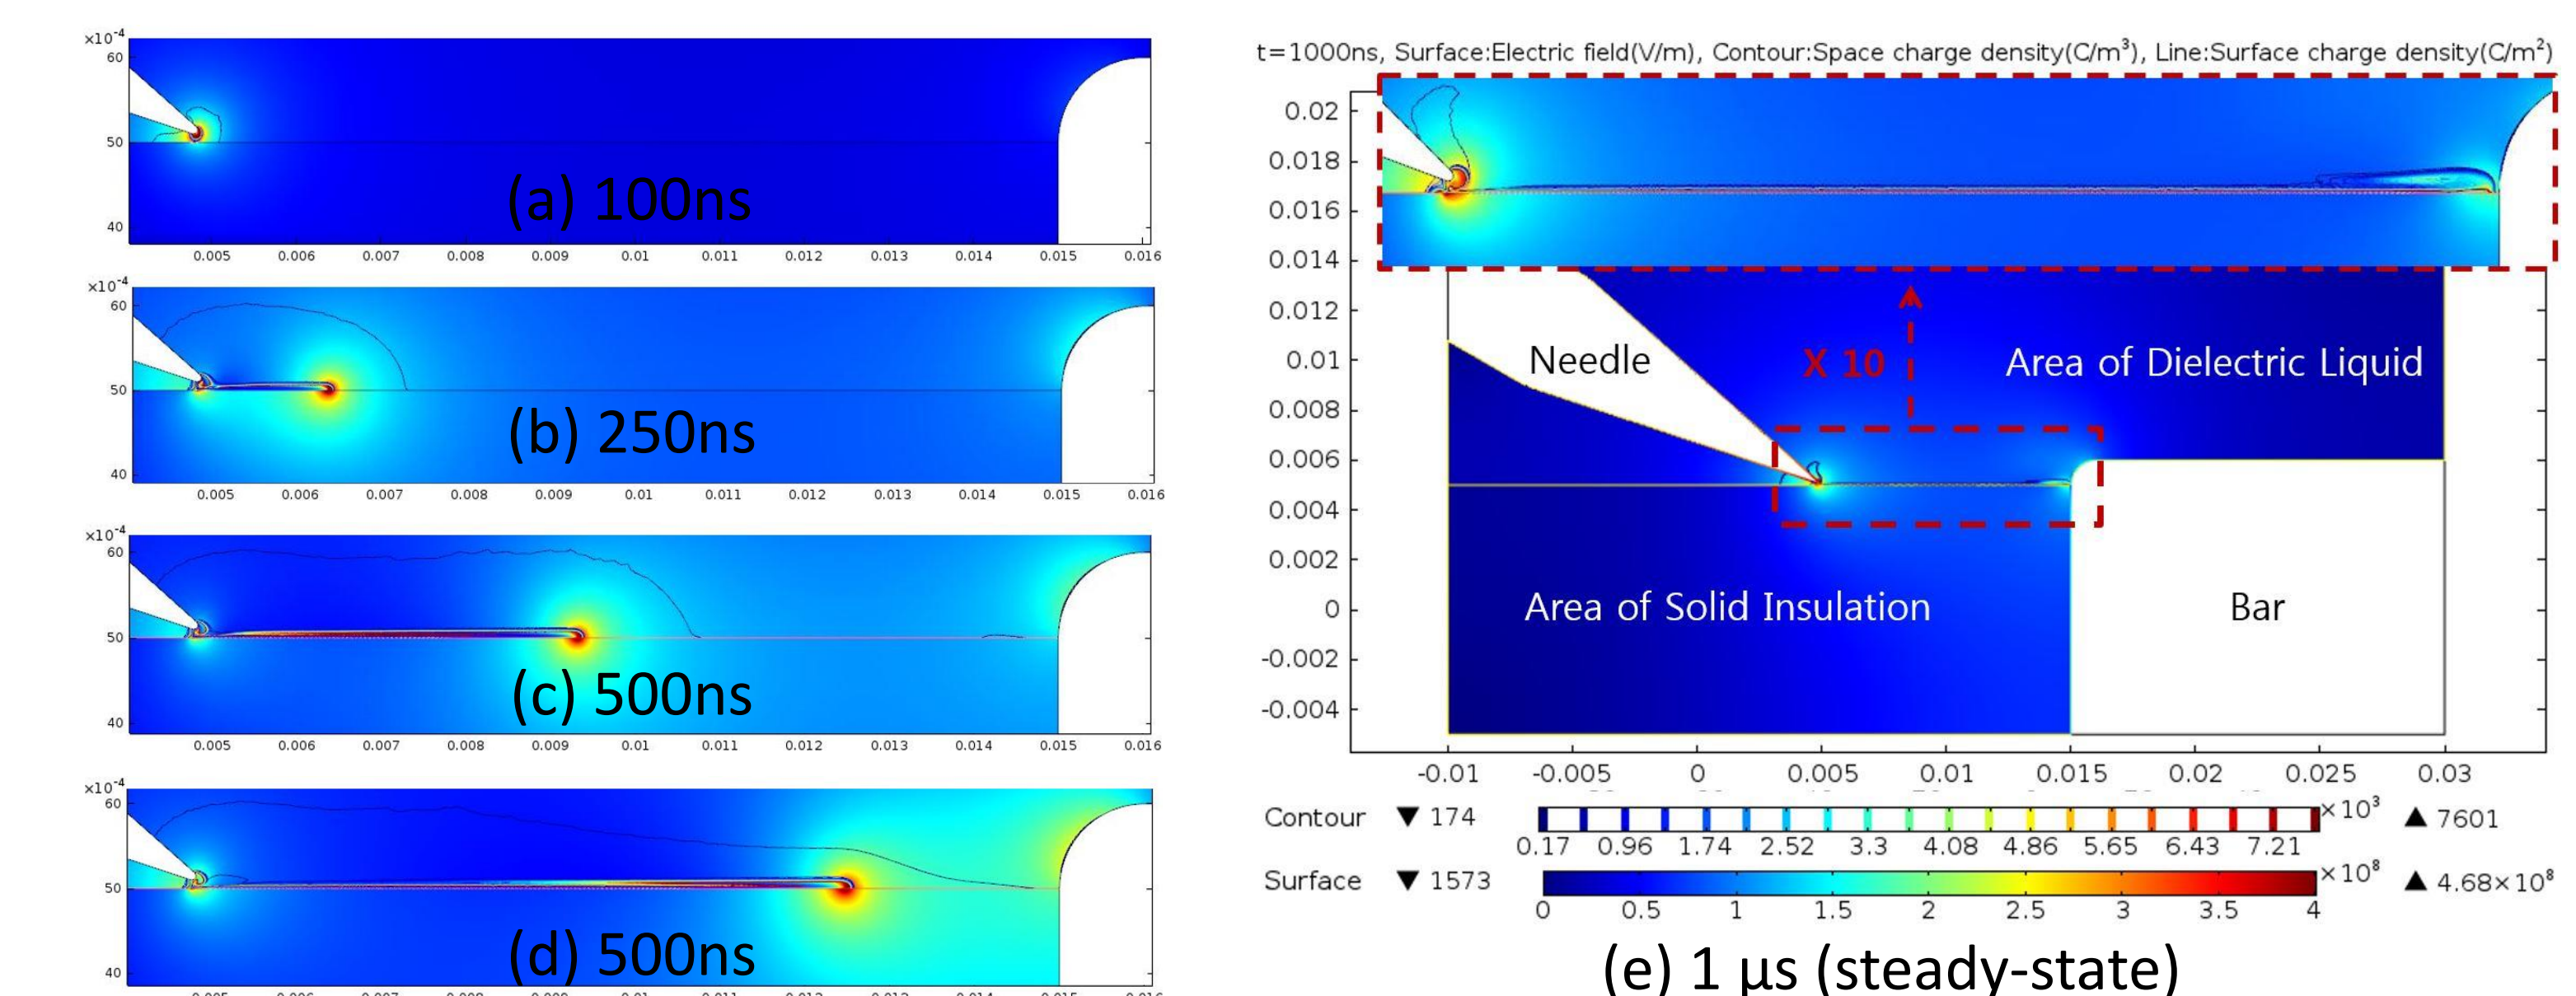 ×10⁻⁴
60
50
40
(a) 100ns
0.005 0.006 0.007 0.008 0.009 0.01 0.011 0.012 0.013 0.014 0.015 0.016
×10⁻⁴
60
50
40
(b) 250ns
0.005 0.006 0.007 0.008 0.009 0.01 0.011 0.012 0.013 0.014 0.015 0.016
×10⁻⁴
60
50
40
(c) 500ns
0.005 0.006 0.007 0.008 0.009 0.01 0.011 0.012 0.013 0.014 0.015 0.016
×10⁻⁴
60
50
40
(d) 500ns
t=1000ns, Surface:Electric field(V/m), Contour:Space charge density(C/m³), Line:Surface charge density(C/m²)
0.02
0.018
0.016
0.014
0.012
0.01
0.008
0.006
0.004
0.002
0
-0.002
-0.004
Needle
X 10
Area of Dielectric Liquid
Area of Solid Insulation
Bar
-0.01 -0.005 0 0.005 0.01 0.015 0.02 0.025 0.03
Contour ▼ 174 ×10³ ▲ 7601
0.17 0.96 1.74 2.52 3.3 4.08 4.86 5.65 6.43 7.21
Surface ▼ 1573 ×10⁸ ▲ 4.68×10⁸
0 0.5 1 1.5 2 2.5 3 3.5 4
(e) 1 µs (steady-state)